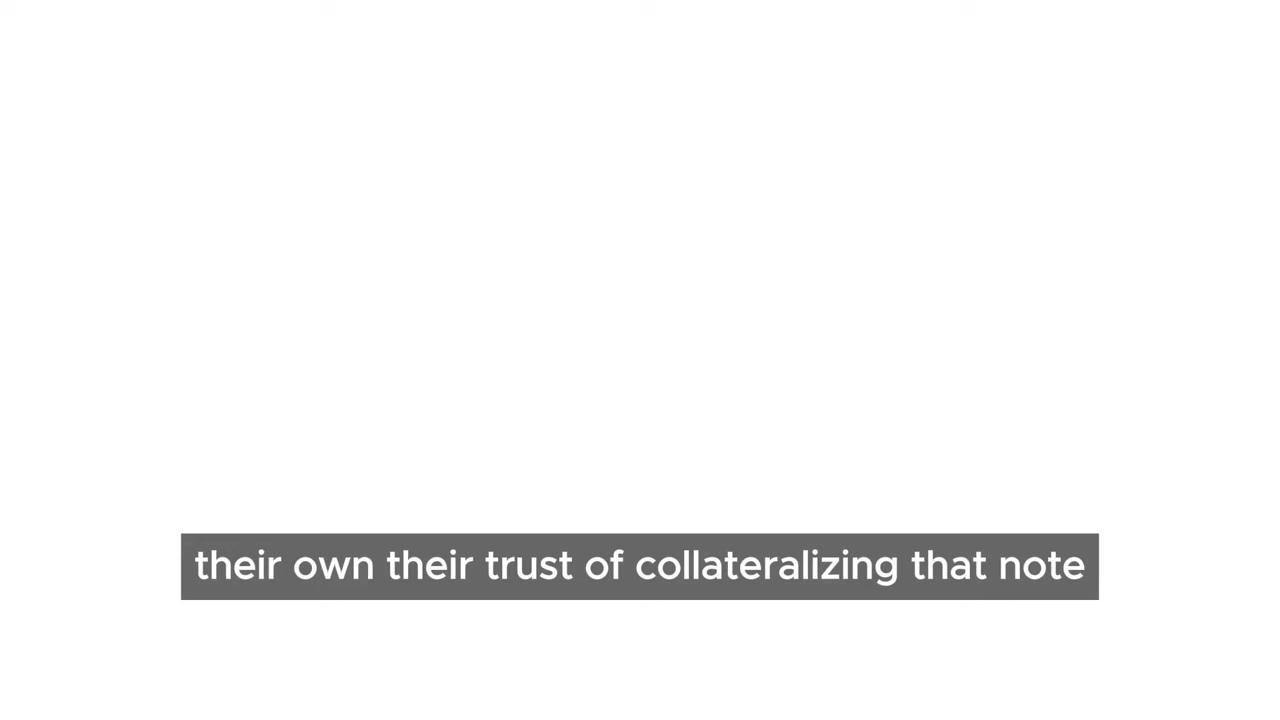 their own their trust of collateralizing that note